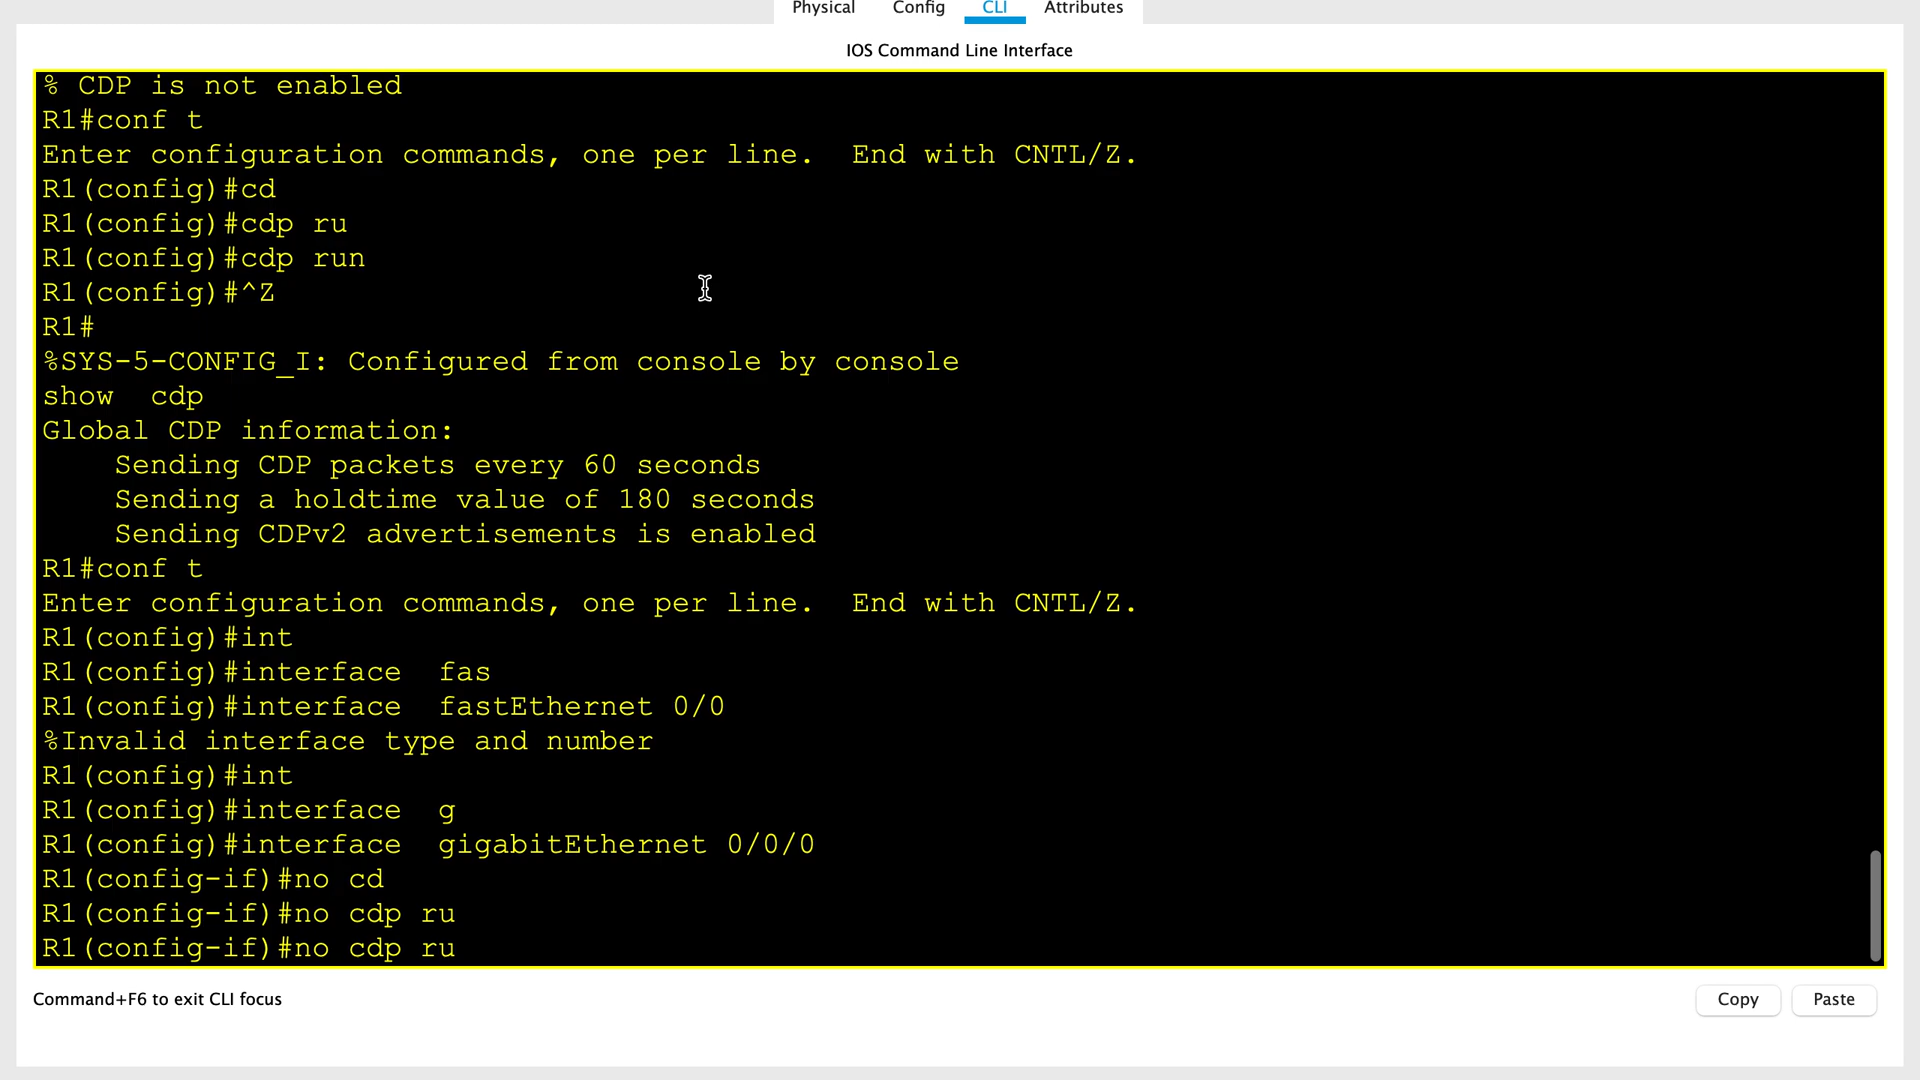 Physical Config CLI Attributes
IOS Command Line Interface
% CDP is not enabled
R1#conf t
Enter configuration commands, one per line.  End with CNTL/Z.
R1(config)#cd
R1(config)#cdp ru
R1(config)#cdp run
R1(config)#^Z
R1#
%SYS-5-CONFIG_I: Configured from console by console
show  cdp
Global CDP information:
    Sending CDP packets every 60 seconds
    Sending a holdtime value of 180 seconds
    Sending CDPv2 advertisements is enabled
R1#conf t
Enter configuration commands, one per line.  End with CNTL/Z.
R1(config)#int
R1(config)#interface  fas
R1(config)#interface  fastEthernet 0/0
%Invalid interface type and number
R1(config)#int
R1(config)#interface  g
R1(config)#interface  gigabitEthernet 0/0/0
R1(config-if)#no cd
R1(config-if)#no cdp ru
R1(config-if)#no cdp ru
Command+F6 to exit CLI focus
Copy Paste